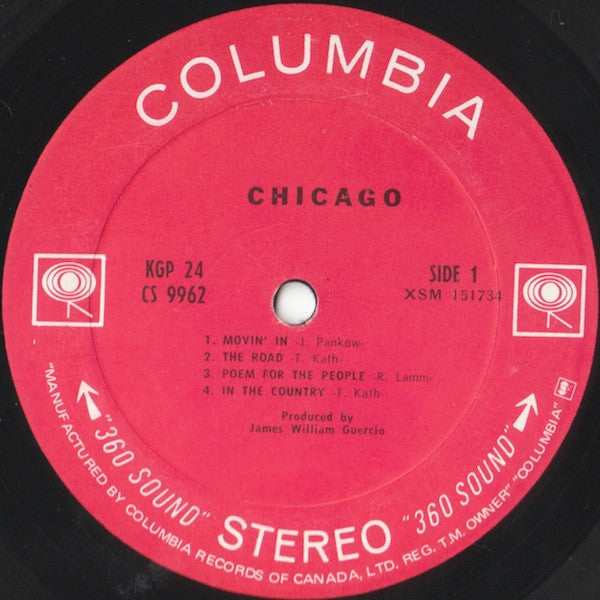 COLUMBIA
CHICAGO
KGP 24
CS 9962
SIDE 1
XSM 151734
1. MOVIN' IN -J. Pankow-
2. THE ROAD -T. Kath-
3. POEM FOR THE PEOPLE -R. Lamm-
4. IN THE COUNTRY -T. Kath-
Produced by
James William Guercio
"360 SOUND" STEREO "360 SOUND"
"MANUFACTURED BY COLUMBIA RECORDS OF CANADA, LTD. REG. T.M. OWNER" "COLUMBIA"